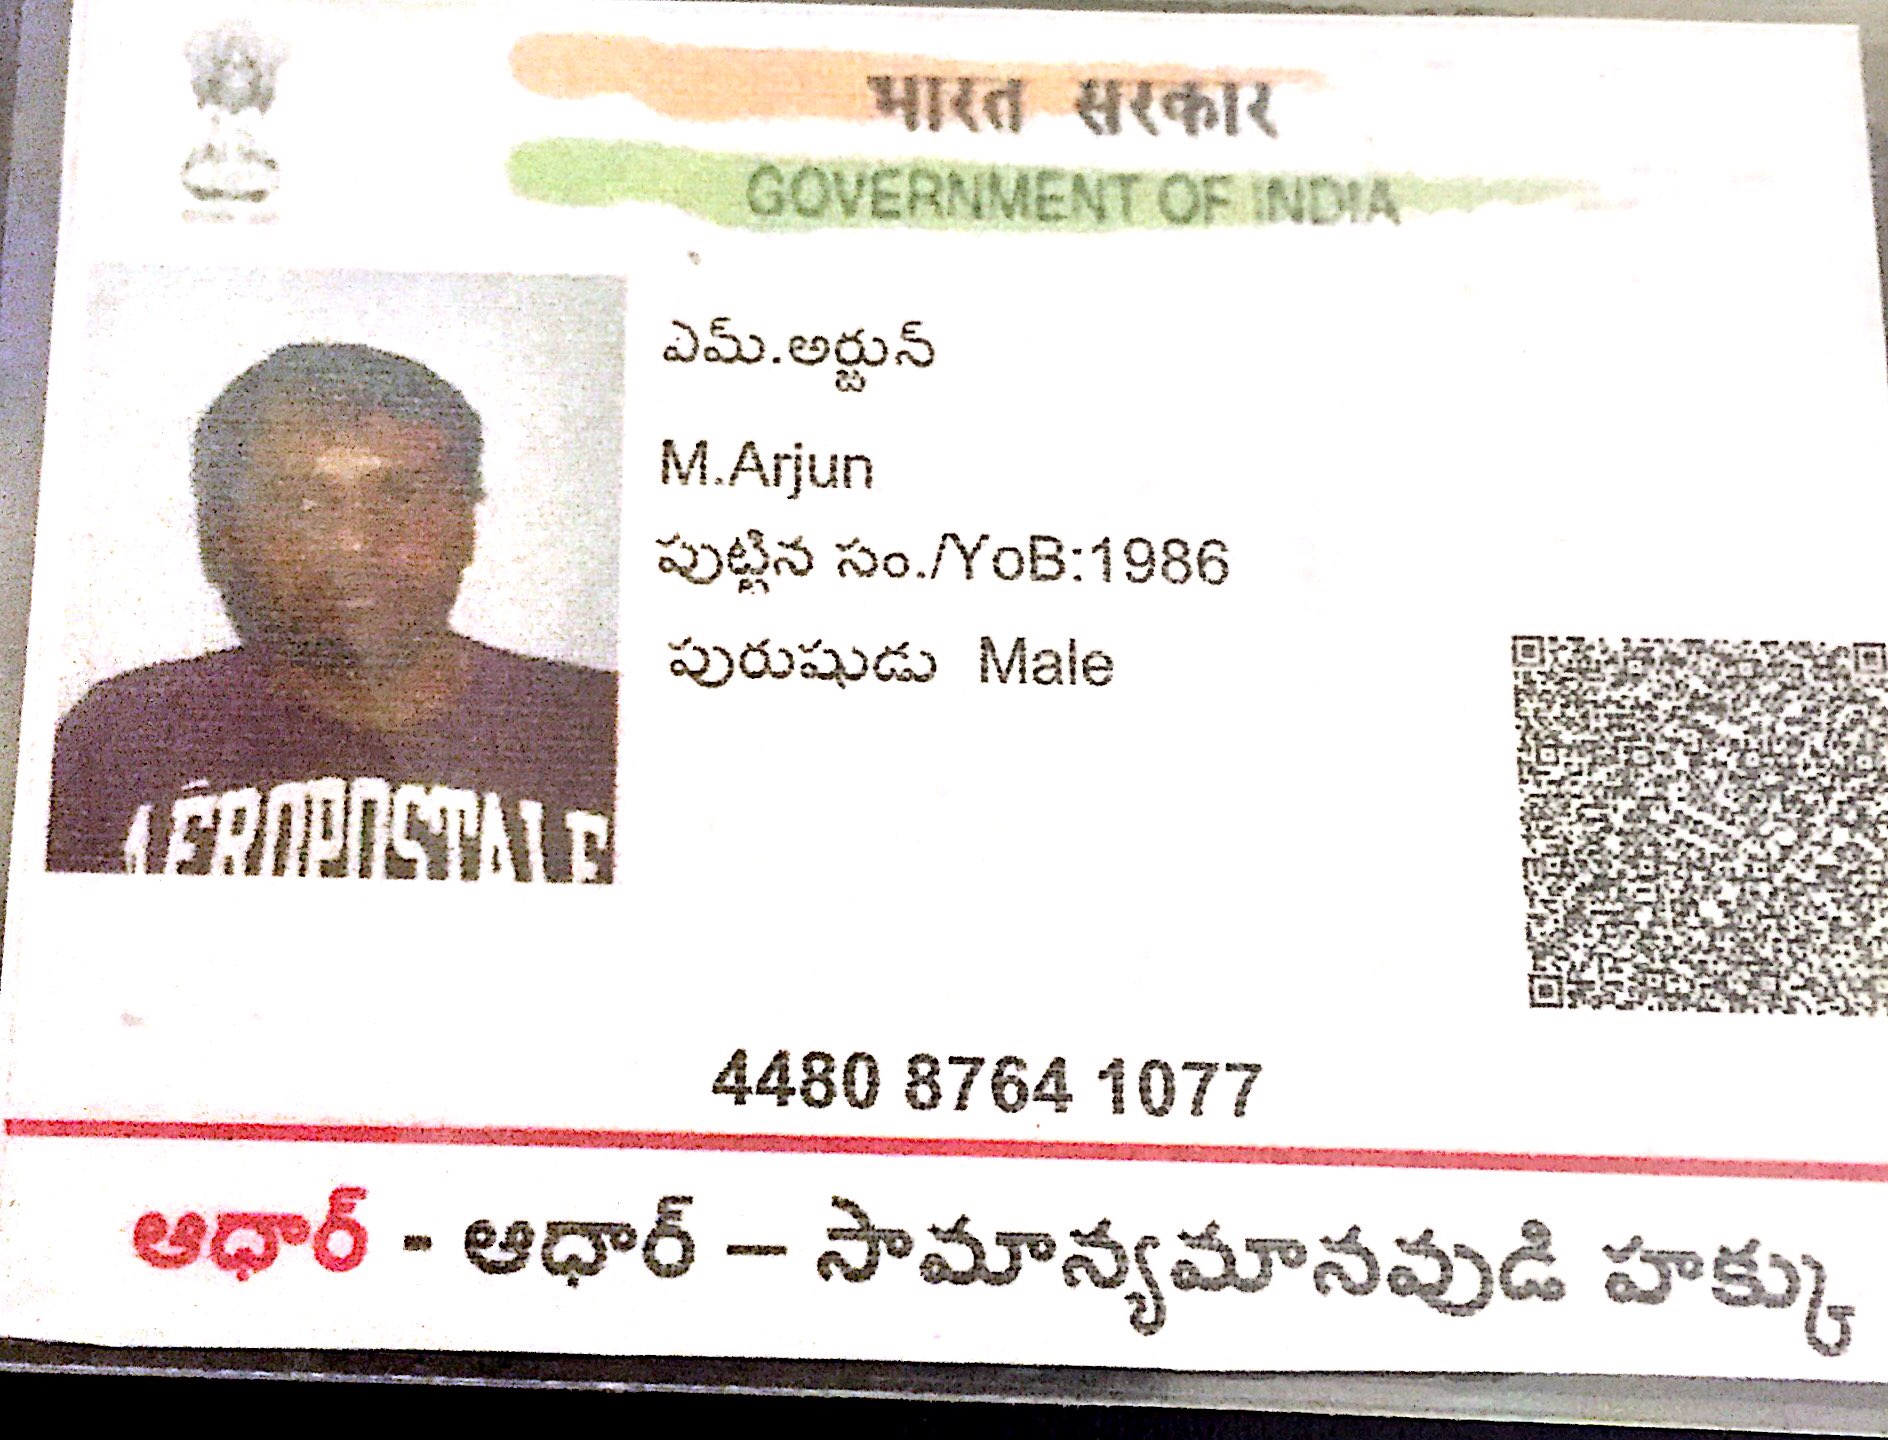 भारत सरकार
GOVERNMENT OF INDIA
ఎమ్.అర్జున్
M.Arjun
పుట్టిన సం./YoB:1986
పురుషుడు Male
AÉROPOSTALE
4480 8764 1077
ఆధార్ - ఆధార్ – సామాన్యమానవుడి హక్కు